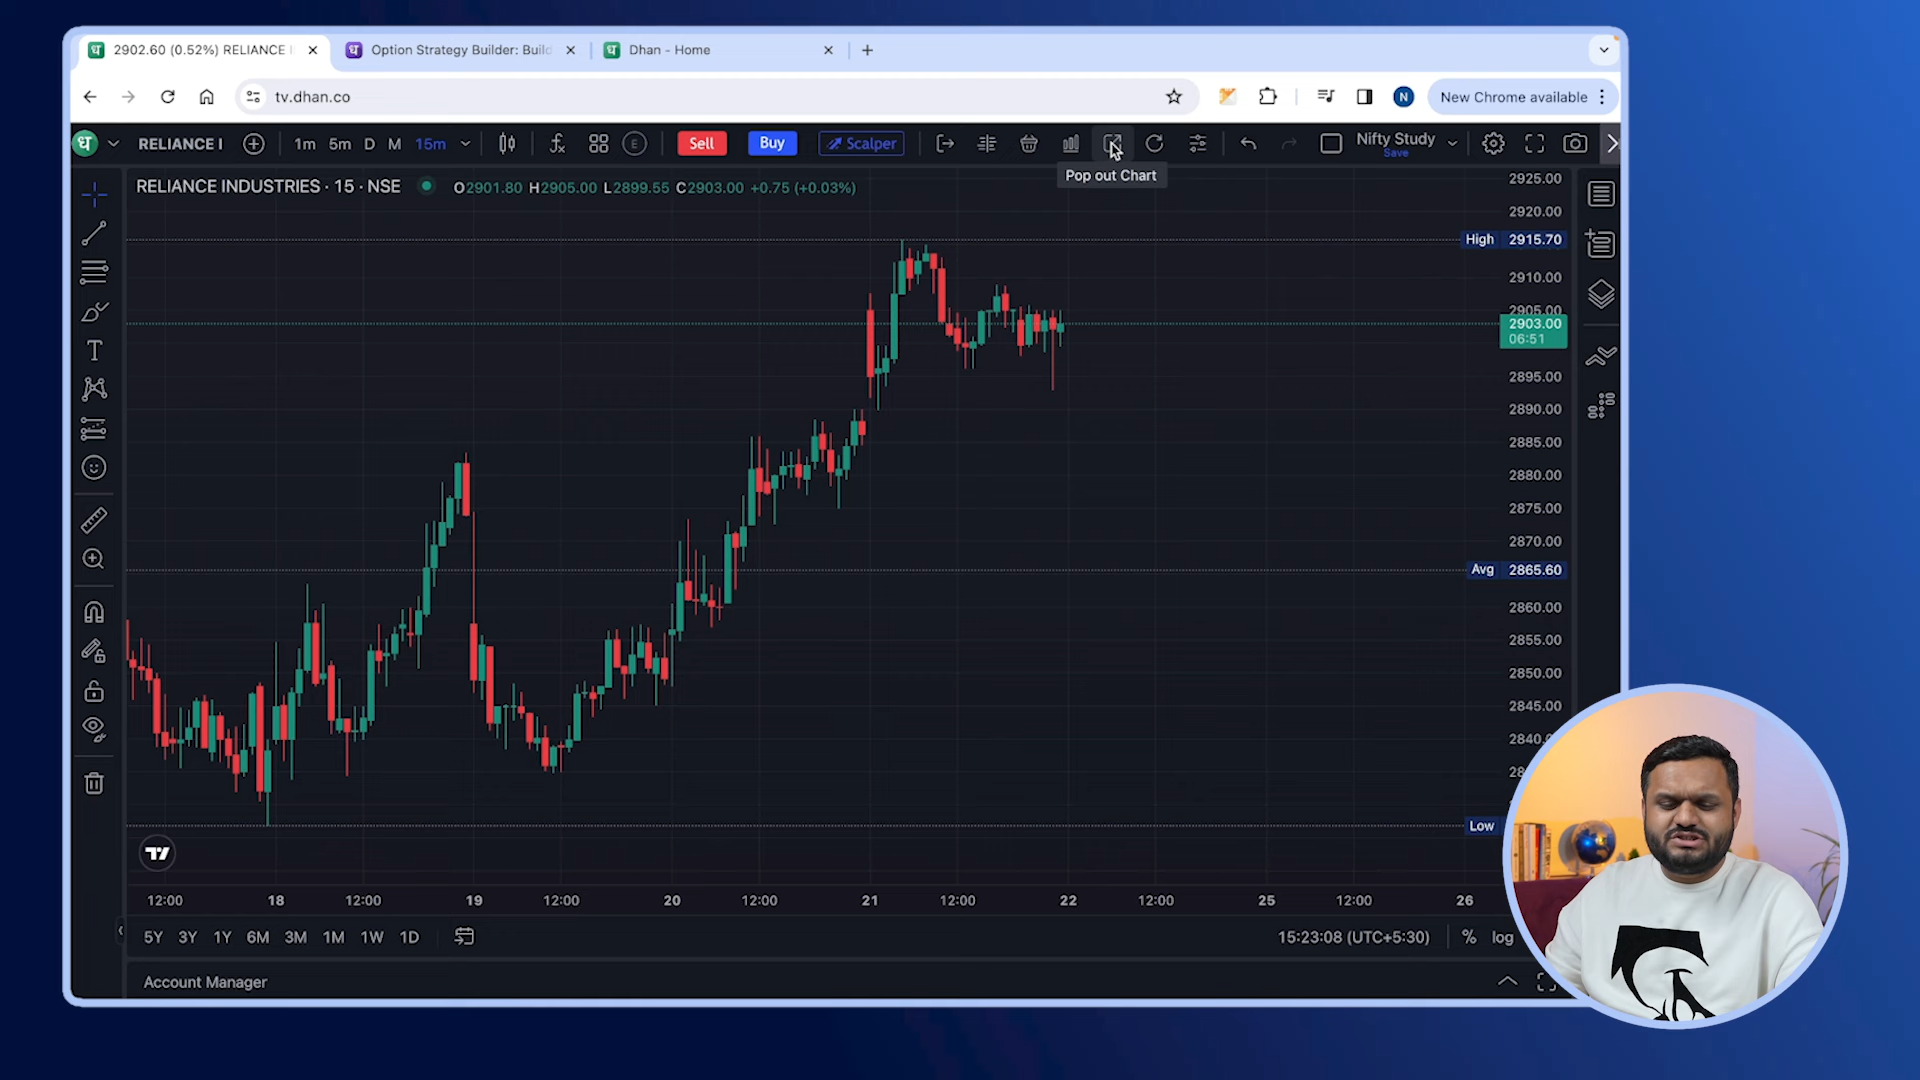 2902.60 (0.52%) RELIANCE I
Option Strategy Builder: Build
Dhan - Home
tv.dhan.co
N
New Chrome available
RELIANCE I
1m 5m D M 15m
E
Sell
Buy
Scalper
Nifty Study
Save
Pop out Chart
RELIANCE INDUSTRIES · 15 · NSE
O2901.80 H2905.00 L2899.55 C2903.00 +0.75 (+0.03%)
2925.00
2920.00
High 2915.70
2910.00
2905.00
2903.00
06:51
2895.00
2890.00
2885.00
2880.00
2875.00
2870.00
Avg 2865.60
2860.00
2855.00
2850.00
2845.00
Low
12:00 18 12:00 19 12:00 20 12:00 21 12:00 22 12:00 25 12:00 26
5Y 3Y 1Y 6M 3M 1M 1W 1D
15:23:08 (UTC+5:30)
% log
Account Manager